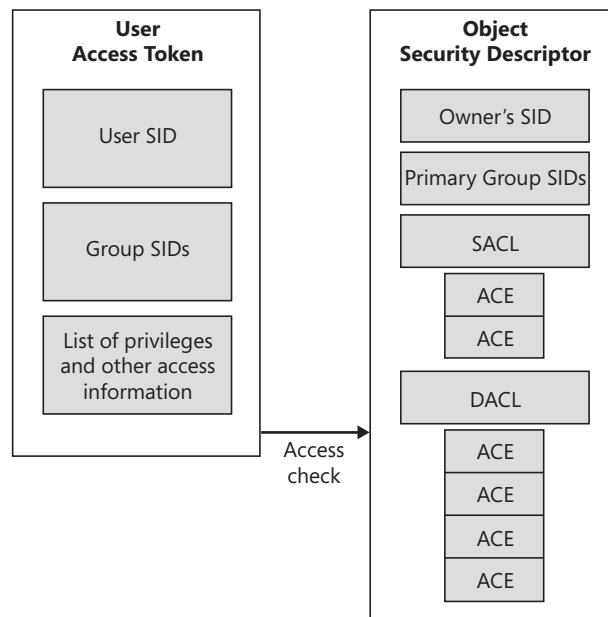 User
Access Token
User SID
Group SIDs
List of privileges
and other access
information
Access
check
Object
Security Descriptor
Owner's SID
Primary Group SIDs
SACL
ACE
ACE
DACL
ACE
ACE
ACE
ACE